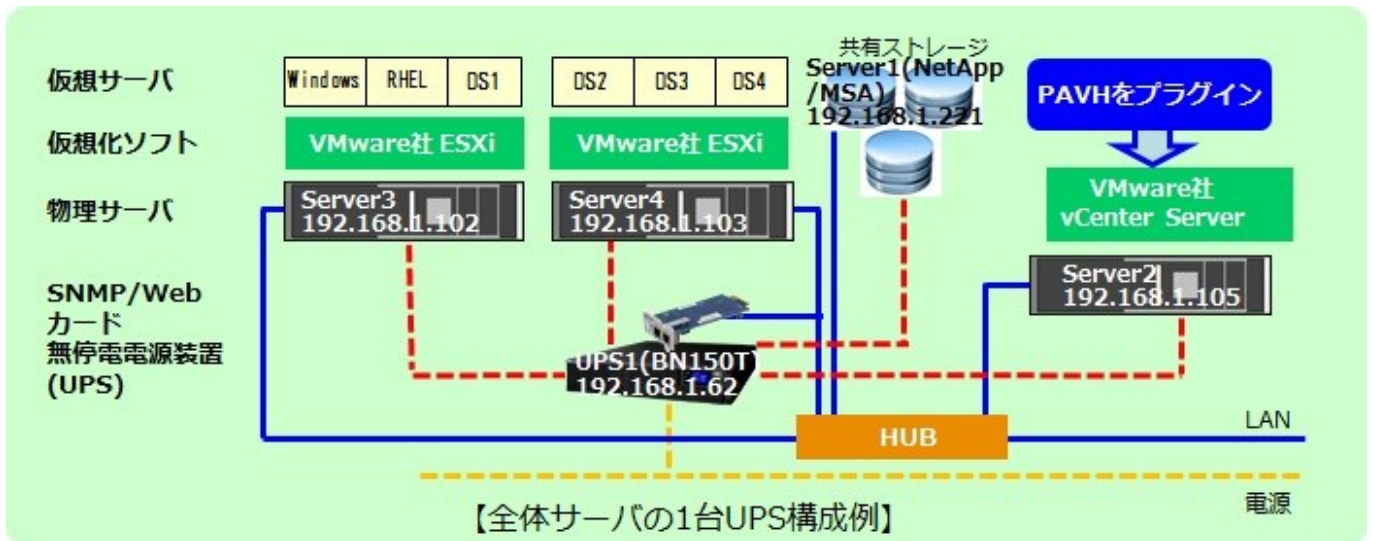 仮想サーバ
Windows RHEL OS1
OS2 OS3 OS4
共有ストレージ
Server1(NetApp
/MSA)
192.168.1.221
PAVHをプラグイン
仮想化ソフト
VMware社 ESXi
VMware社 ESXi
VMware社
vCenter Server
物理サーバ
Server3
192.168.1.102
Server4
192.168.1.103
Server2
192.168.1.105
SNMP/Web
カード
無停電電源装置
(UPS)
UPS1(BN150T)
192.168.1.62
HUB
LAN
電源
【全体サーバの1台UPS構成例】